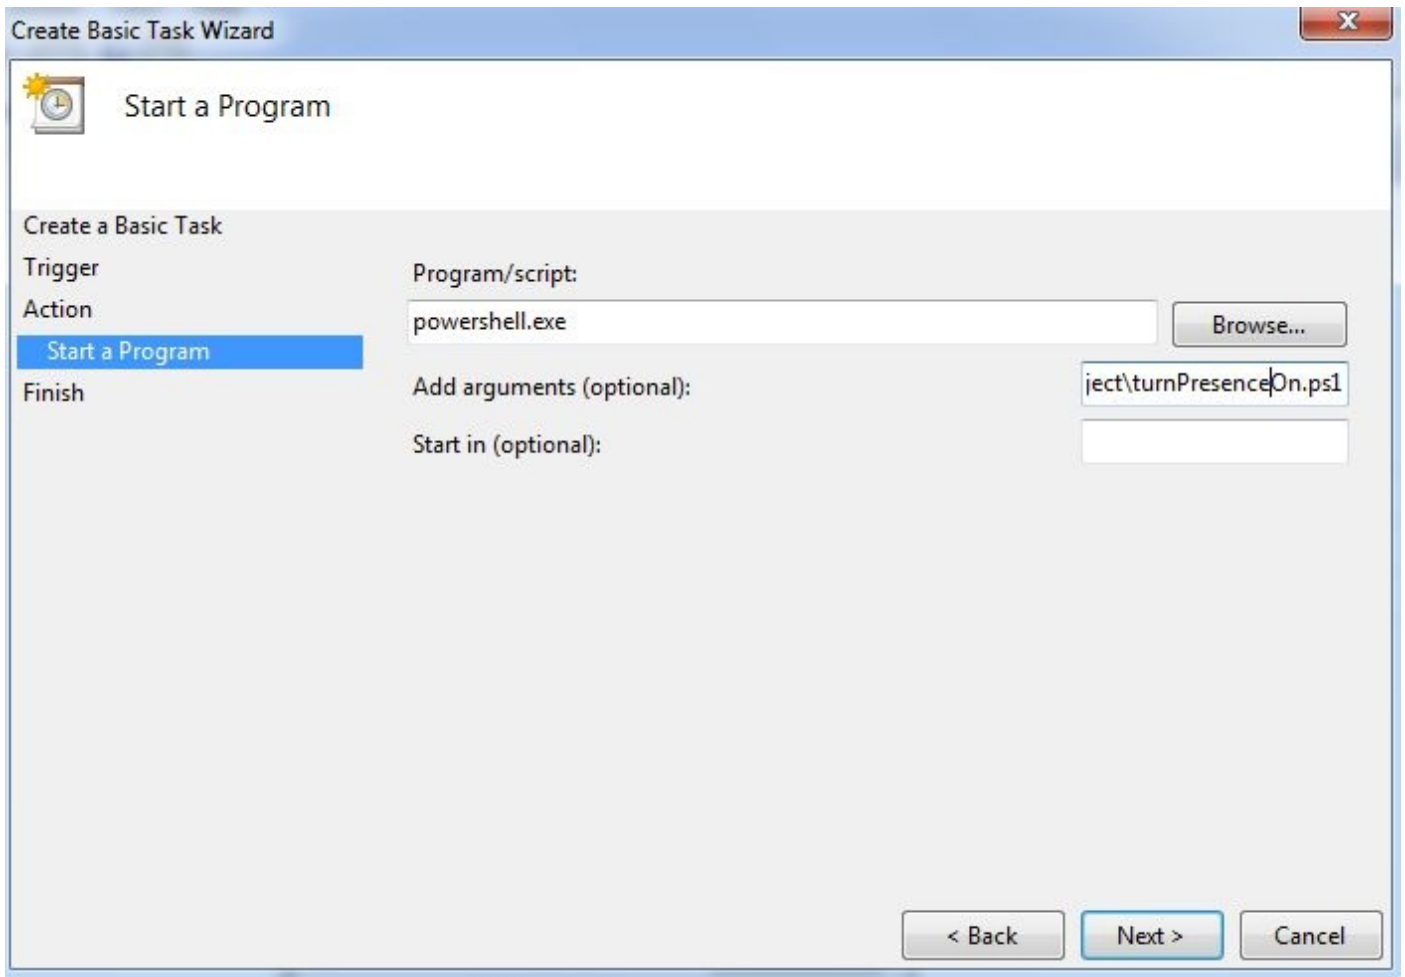 Create Basic Task Wizard
Start a Program
Create a Basic Task
Trigger
Action
Start a Program
Finish
Program/script:
powershell.exe
Browse...
Add arguments (optional):
ject\turnPresenceOn.ps1
Start in (optional):
< Back
Next >
Cancel